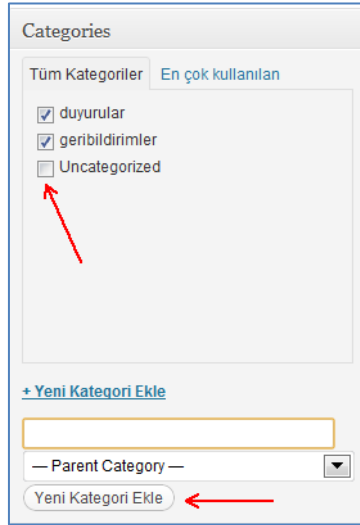 Categories
Tüm Kategoriler En çok kullanılan
duyurular
geribildirimler
Uncategorized
+ Yeni Kategori Ekle
— Parent Category —
Yeni Kategori Ekle